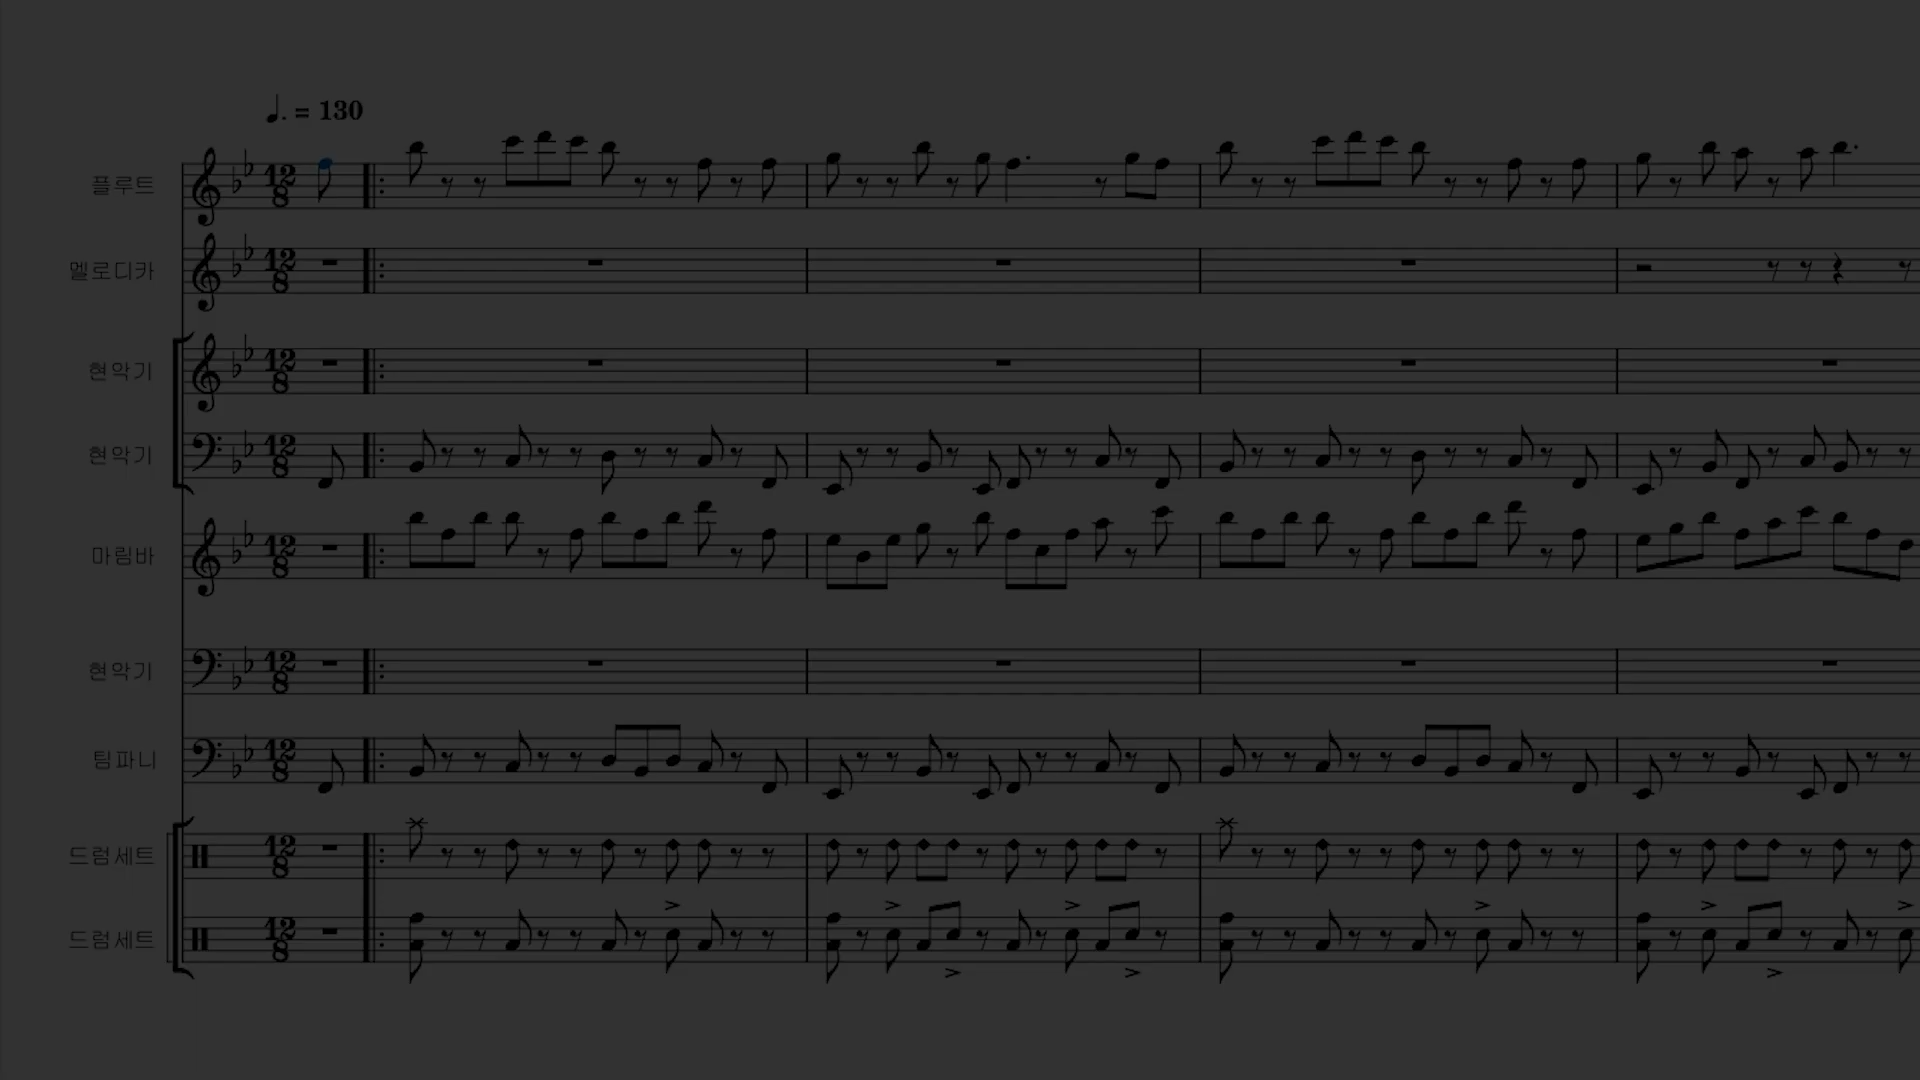 ♩. = 130
플루트
멜로디카
현악기
현악기
마림바
현악기
팀파니
드럼세트
드럼세트